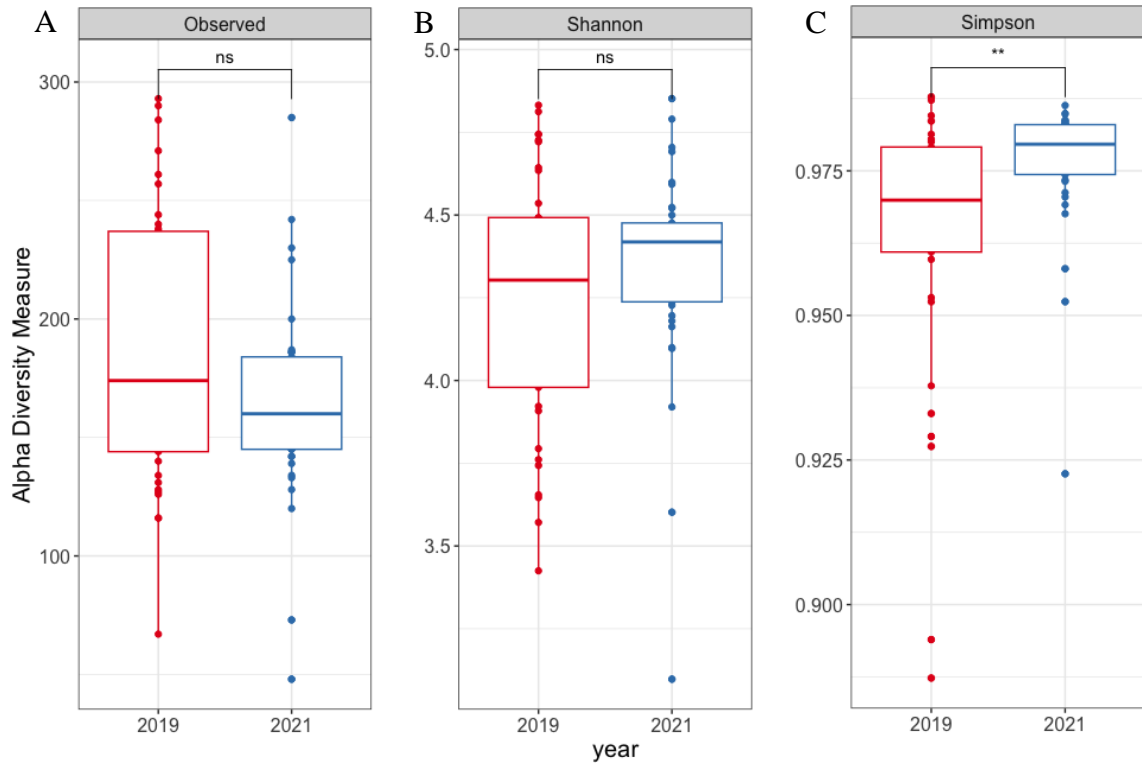 A
Observed
B
Shannon
C
Simpson
ns
ns
**
Alpha Diversity Measure
300
200
100
5.0
4.5
4.0
3.5
0.975
0.950
0.925
0.900
2019
2021
2019
2021
2019
2021
year